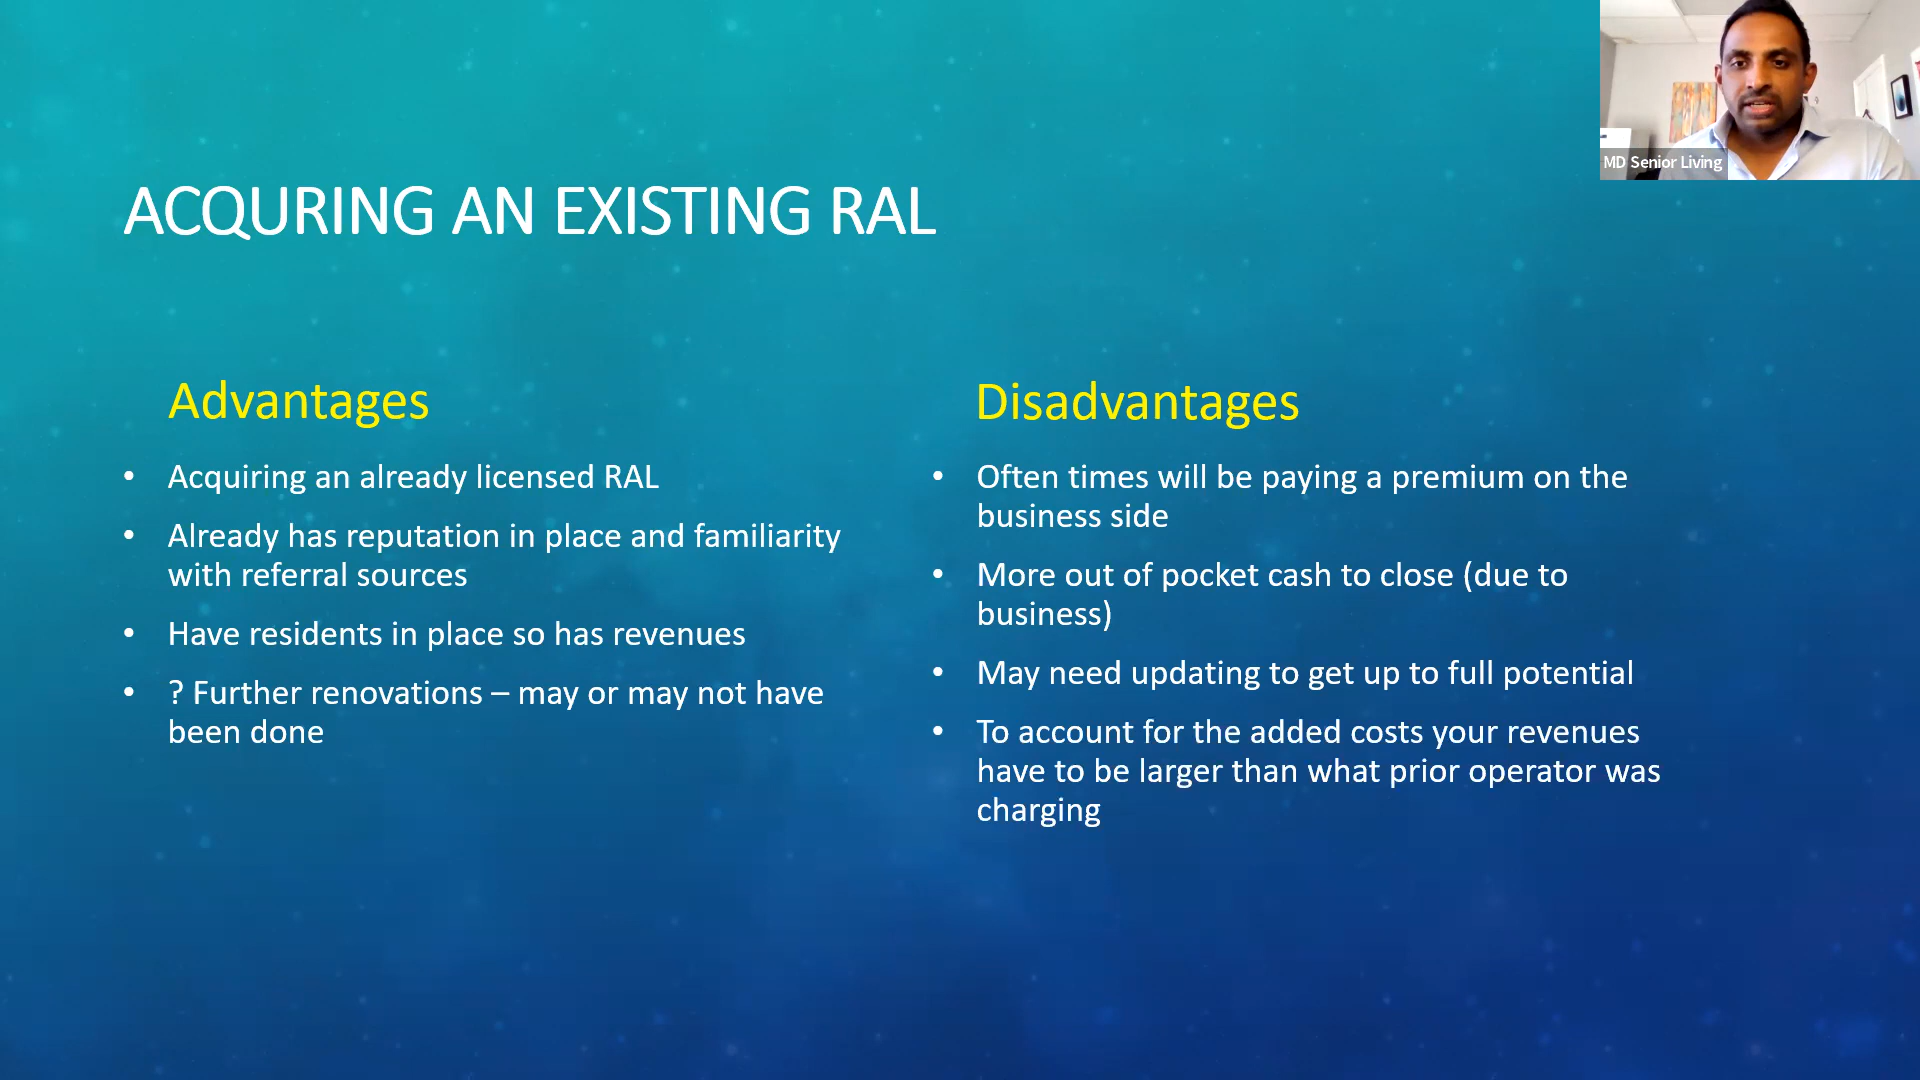 MD Senior Living
ACQURING AN EXISTING RAL
Advantages
• Acquiring an already licensed RAL
• Already has reputation in place and familiarity
with referral sources
• Have residents in place so has revenues
• ? Further renovations – may or may not have
been done
Disadvantages
• Often times will be paying a premium on the
business side
• More out of pocket cash to close (due to
business)
• May need updating to get up to full potential
• To account for the added costs your revenues
have to be larger than what prior operator was
charging